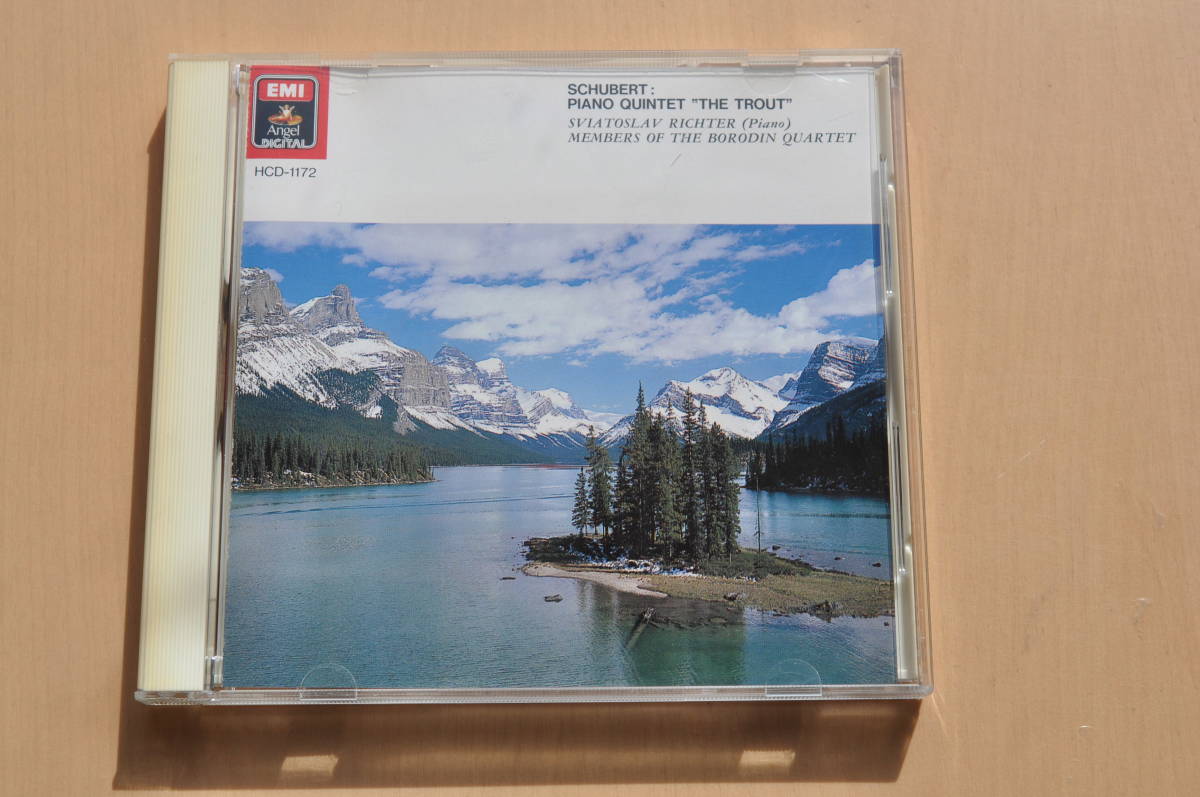 EMI
Angel
DIGITAL
HCD-1172
SCHUBERT:
PIANO QUINTET "THE TROUT"
SVIATOSLAV RICHTER (Piano)
MEMBERS OF THE BORODIN QUARTET